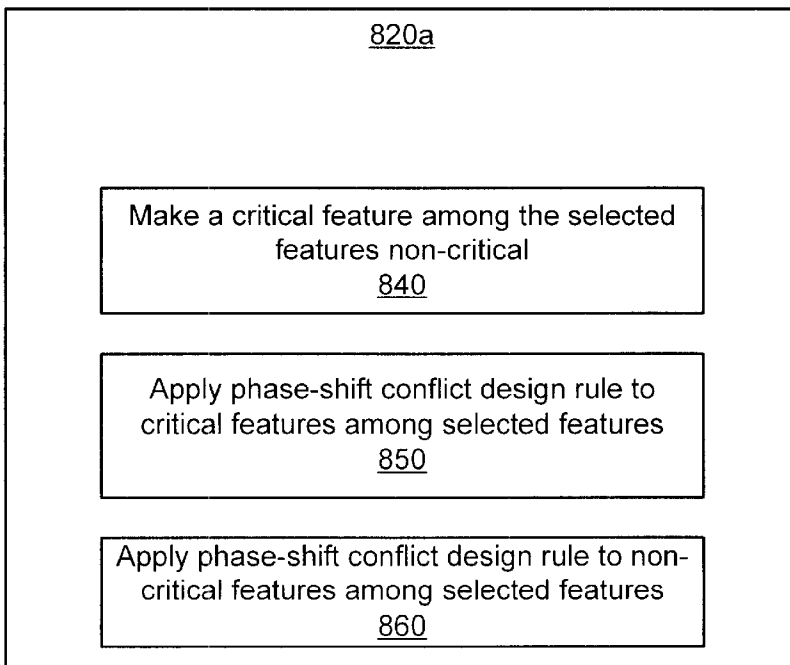 820a
Make a critical feature among the selected
features non-critical
840
Apply phase-shift conflict design rule to
critical features among selected features
850
Apply phase-shift conflict design rule to non-
critical features among selected features
860